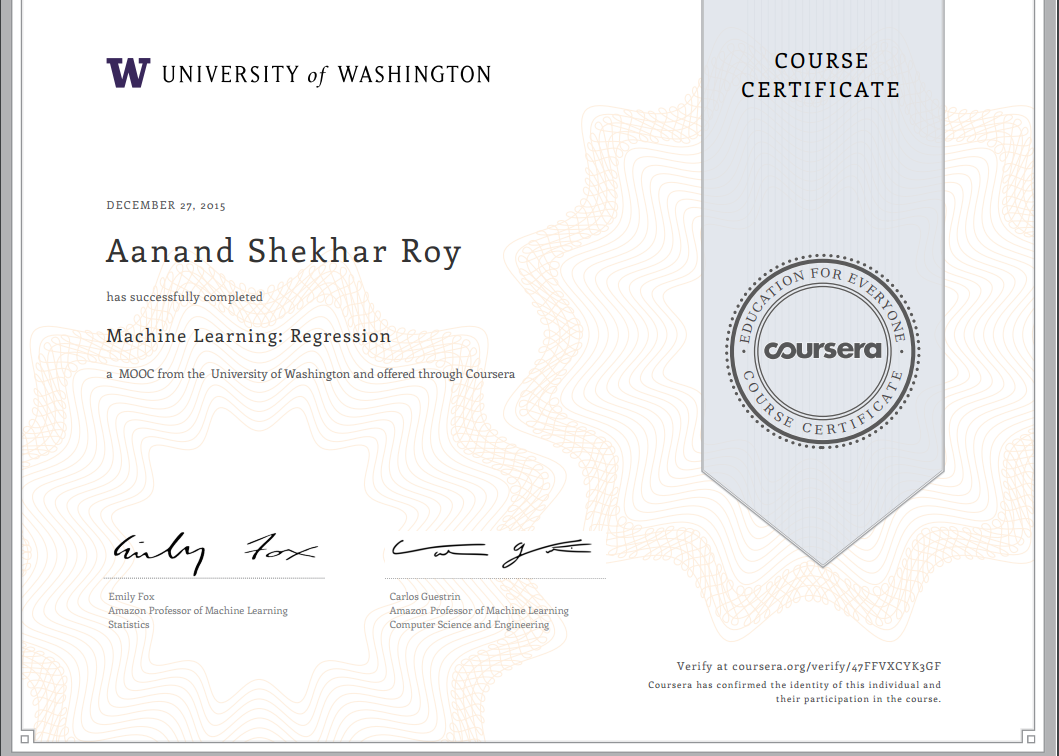 W UNIVERSITY of WASHINGTON
COURSE
CERTIFICATE
DECEMBER 27, 2015
Aanand Shekhar Roy
has successfully completed
Machine Learning: Regression
a MOOC from the University of Washington and offered through Coursera
EDUCATION FOR EVERYONE
coursera
COURSE CERTIFICATE
Emily Fox
Carlos Guestrin
Emily Fox
Amazon Professor of Machine Learning
Statistics
Carlos Guestrin
Amazon Professor of Machine Learning
Computer Science and Engineering
Verify at coursera.org/verify/47FFVXCYK3GF
Coursera has confirmed the identity of this individual and
their participation in the course.